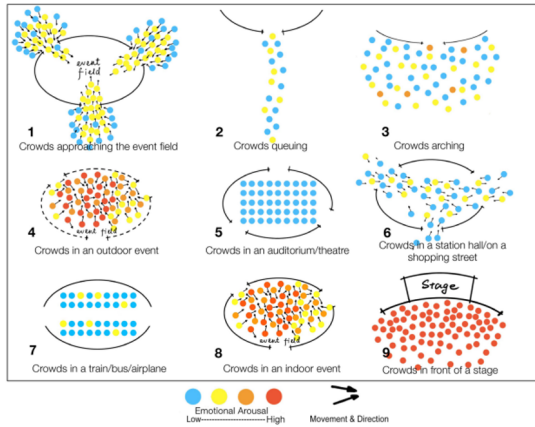 event
field
1
Crowds approaching the event field
2
Crowds queuing
3
Crowds arching
4
event field
Crowds in an outdoor event
5
Crowds in an auditorium/theatre
6
Crowds in a station hall/on a
shopping street
7
Crowds in a train/bus/airplane
8
event field
Crowds in an indoor event
Stage
9
Crowds in front of a stage
Emotional Arousal
Low-------------------------High
Movement & Direction